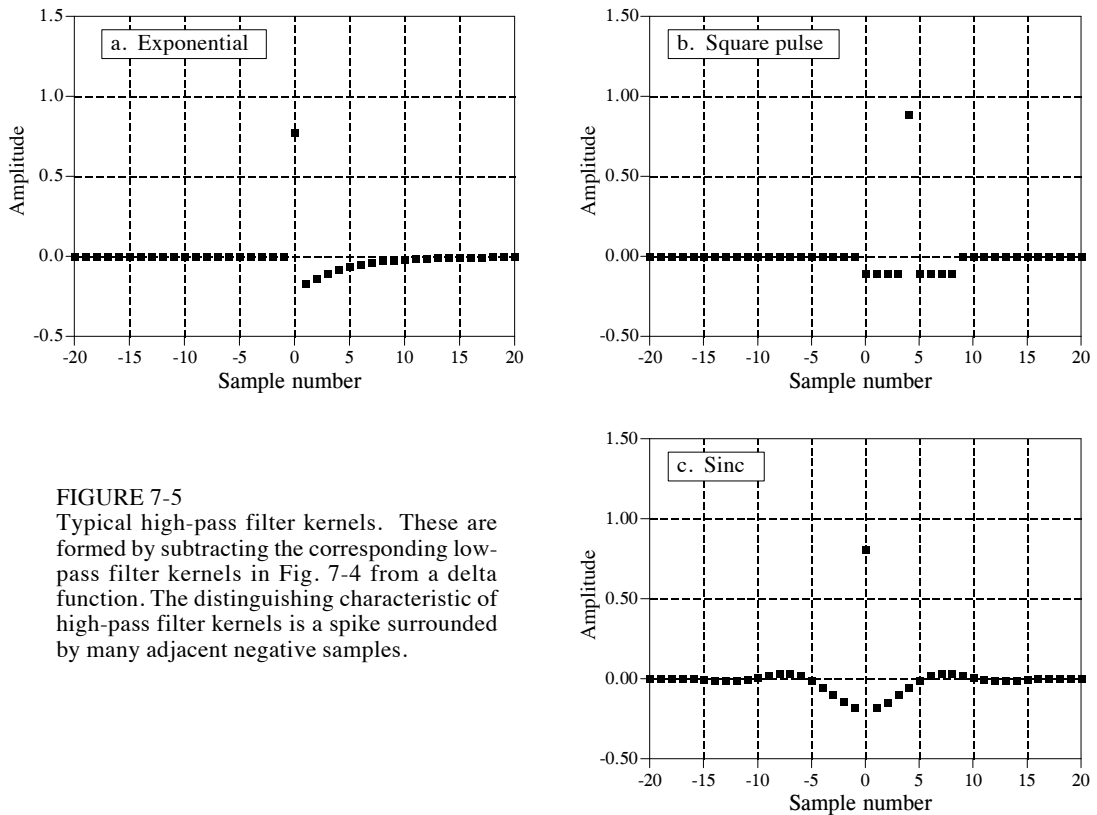 a. Exponential
1.5
1.0
0.5
0.0
-0.5
Amplitude
-20 -15 -10 -5 0 5 10 15 20
Sample number
b. Square pulse
1.50
1.00
0.50
0.00
-0.50
Amplitude
-20 -15 -10 -5 0 5 10 15 20
Sample number
FIGURE 7-5
Typical high-pass filter kernels. These are
formed by subtracting the corresponding low-
pass filter kernels in Fig. 7-4 from a delta
function. The distinguishing characteristic of
high-pass filter kernels is a spike surrounded
by many adjacent negative samples.
c. Sinc
1.50
1.00
0.50
0.00
-0.50
Amplitude
-20 -15 -10 -5 0 5 10 15 20
Sample number